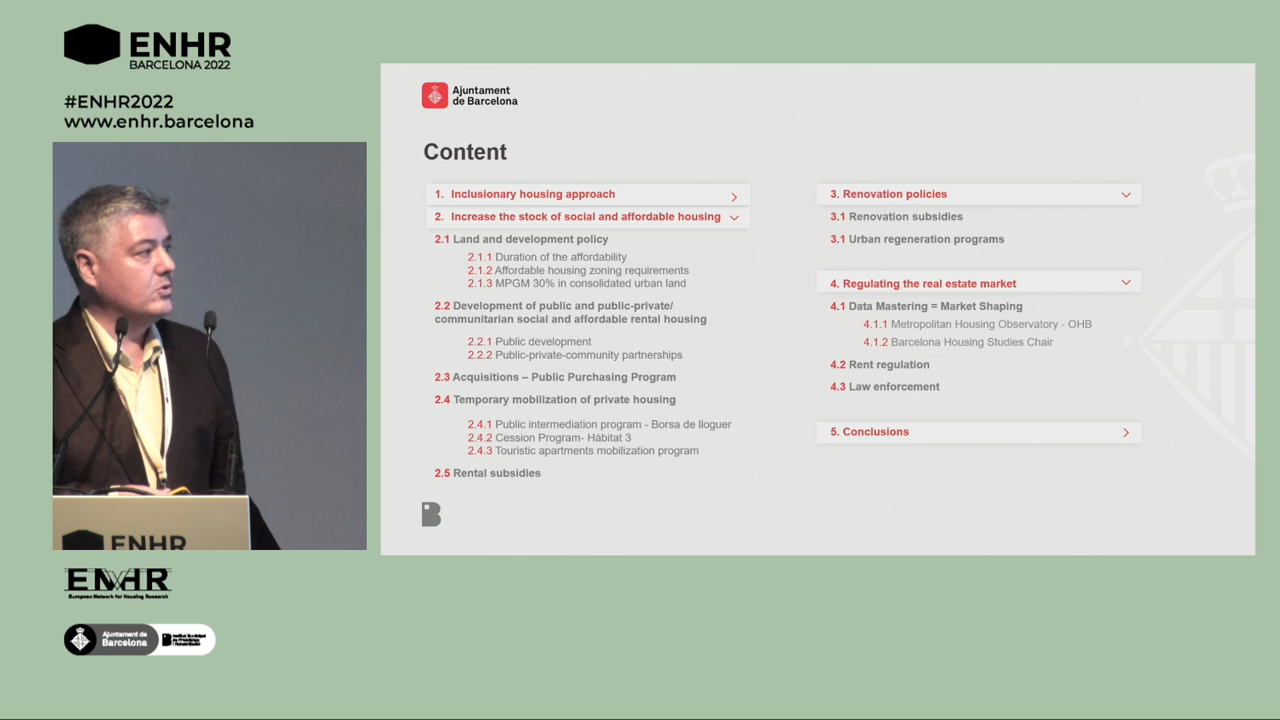 ENHR
BARCELONA 2022
#ENHR2022
www.enhr.barcelona
Ajuntament
de Barcelona
Content
1. Inclusionary housing approach
2. Increase the stock of social and affordable housing
2.1 Land and development policy
2.1.1 Duration of the affordability
2.1.2 Affordable housing zoning requirements
2.1.3 MPGM 30% in consolidated urban land
2.2 Development of public and public-private/
communitarian social and affordable rental housing
2.2.1 Public development
2.2.2 Public-private-community partnerships
2.3 Acquisitions – Public Purchasing Program
2.4 Temporary mobilization of private housing
2.4.1 Public intermediation program - Borsa de lloguer
2.4.2 Cession Program- Hàbitat 3
2.4.3 Touristic apartments mobilization program
2.5 Rental subsidies
B
3. Renovation policies
3.1 Renovation subsidies
3.1 Urban regeneration programs
4. Regulating the real estate market
4.1 Data Mastering = Market Shaping
4.1.1 Metropolitan Housing Observatory - OHB
4.1.2 Barcelona Housing Studies Chair
4.2 Rent regulation
4.3 Law enforcement
5. Conclusions
ENHR
ENHR
European Network for Housing Research
Ajuntament de
Barcelona